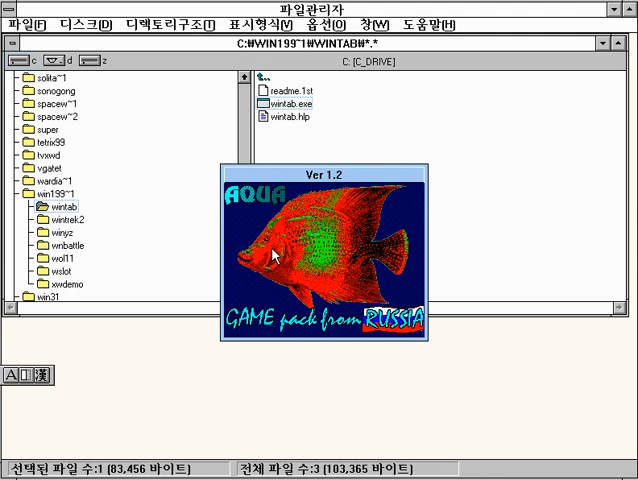 파일관리자
파일(F) 디스크(D) 디렉토리구조(T) 표시형식(V) 옵션(O) 창(W) 도움말(H)
C:₩WIN199~1₩WINTAB₩*.*
c d z C: [C_DRIVE]
solita~1
sonogong
spacew~1
spacew~2
super
tetrix99
tvxwd
vgatet
wardia~1
win199~1
wintab
wintrek2
winyz
wnbattle
wol11
wslot
xwdemo
win31
readme.1st
wintab.exe
wintab.hlp
Ver 1.2
AQUA
GAME pack from RUSSIA
A 漢
선택된 파일 수:1 (83,456 바이트) 전체 파일 수:3 (103,365 바이트)